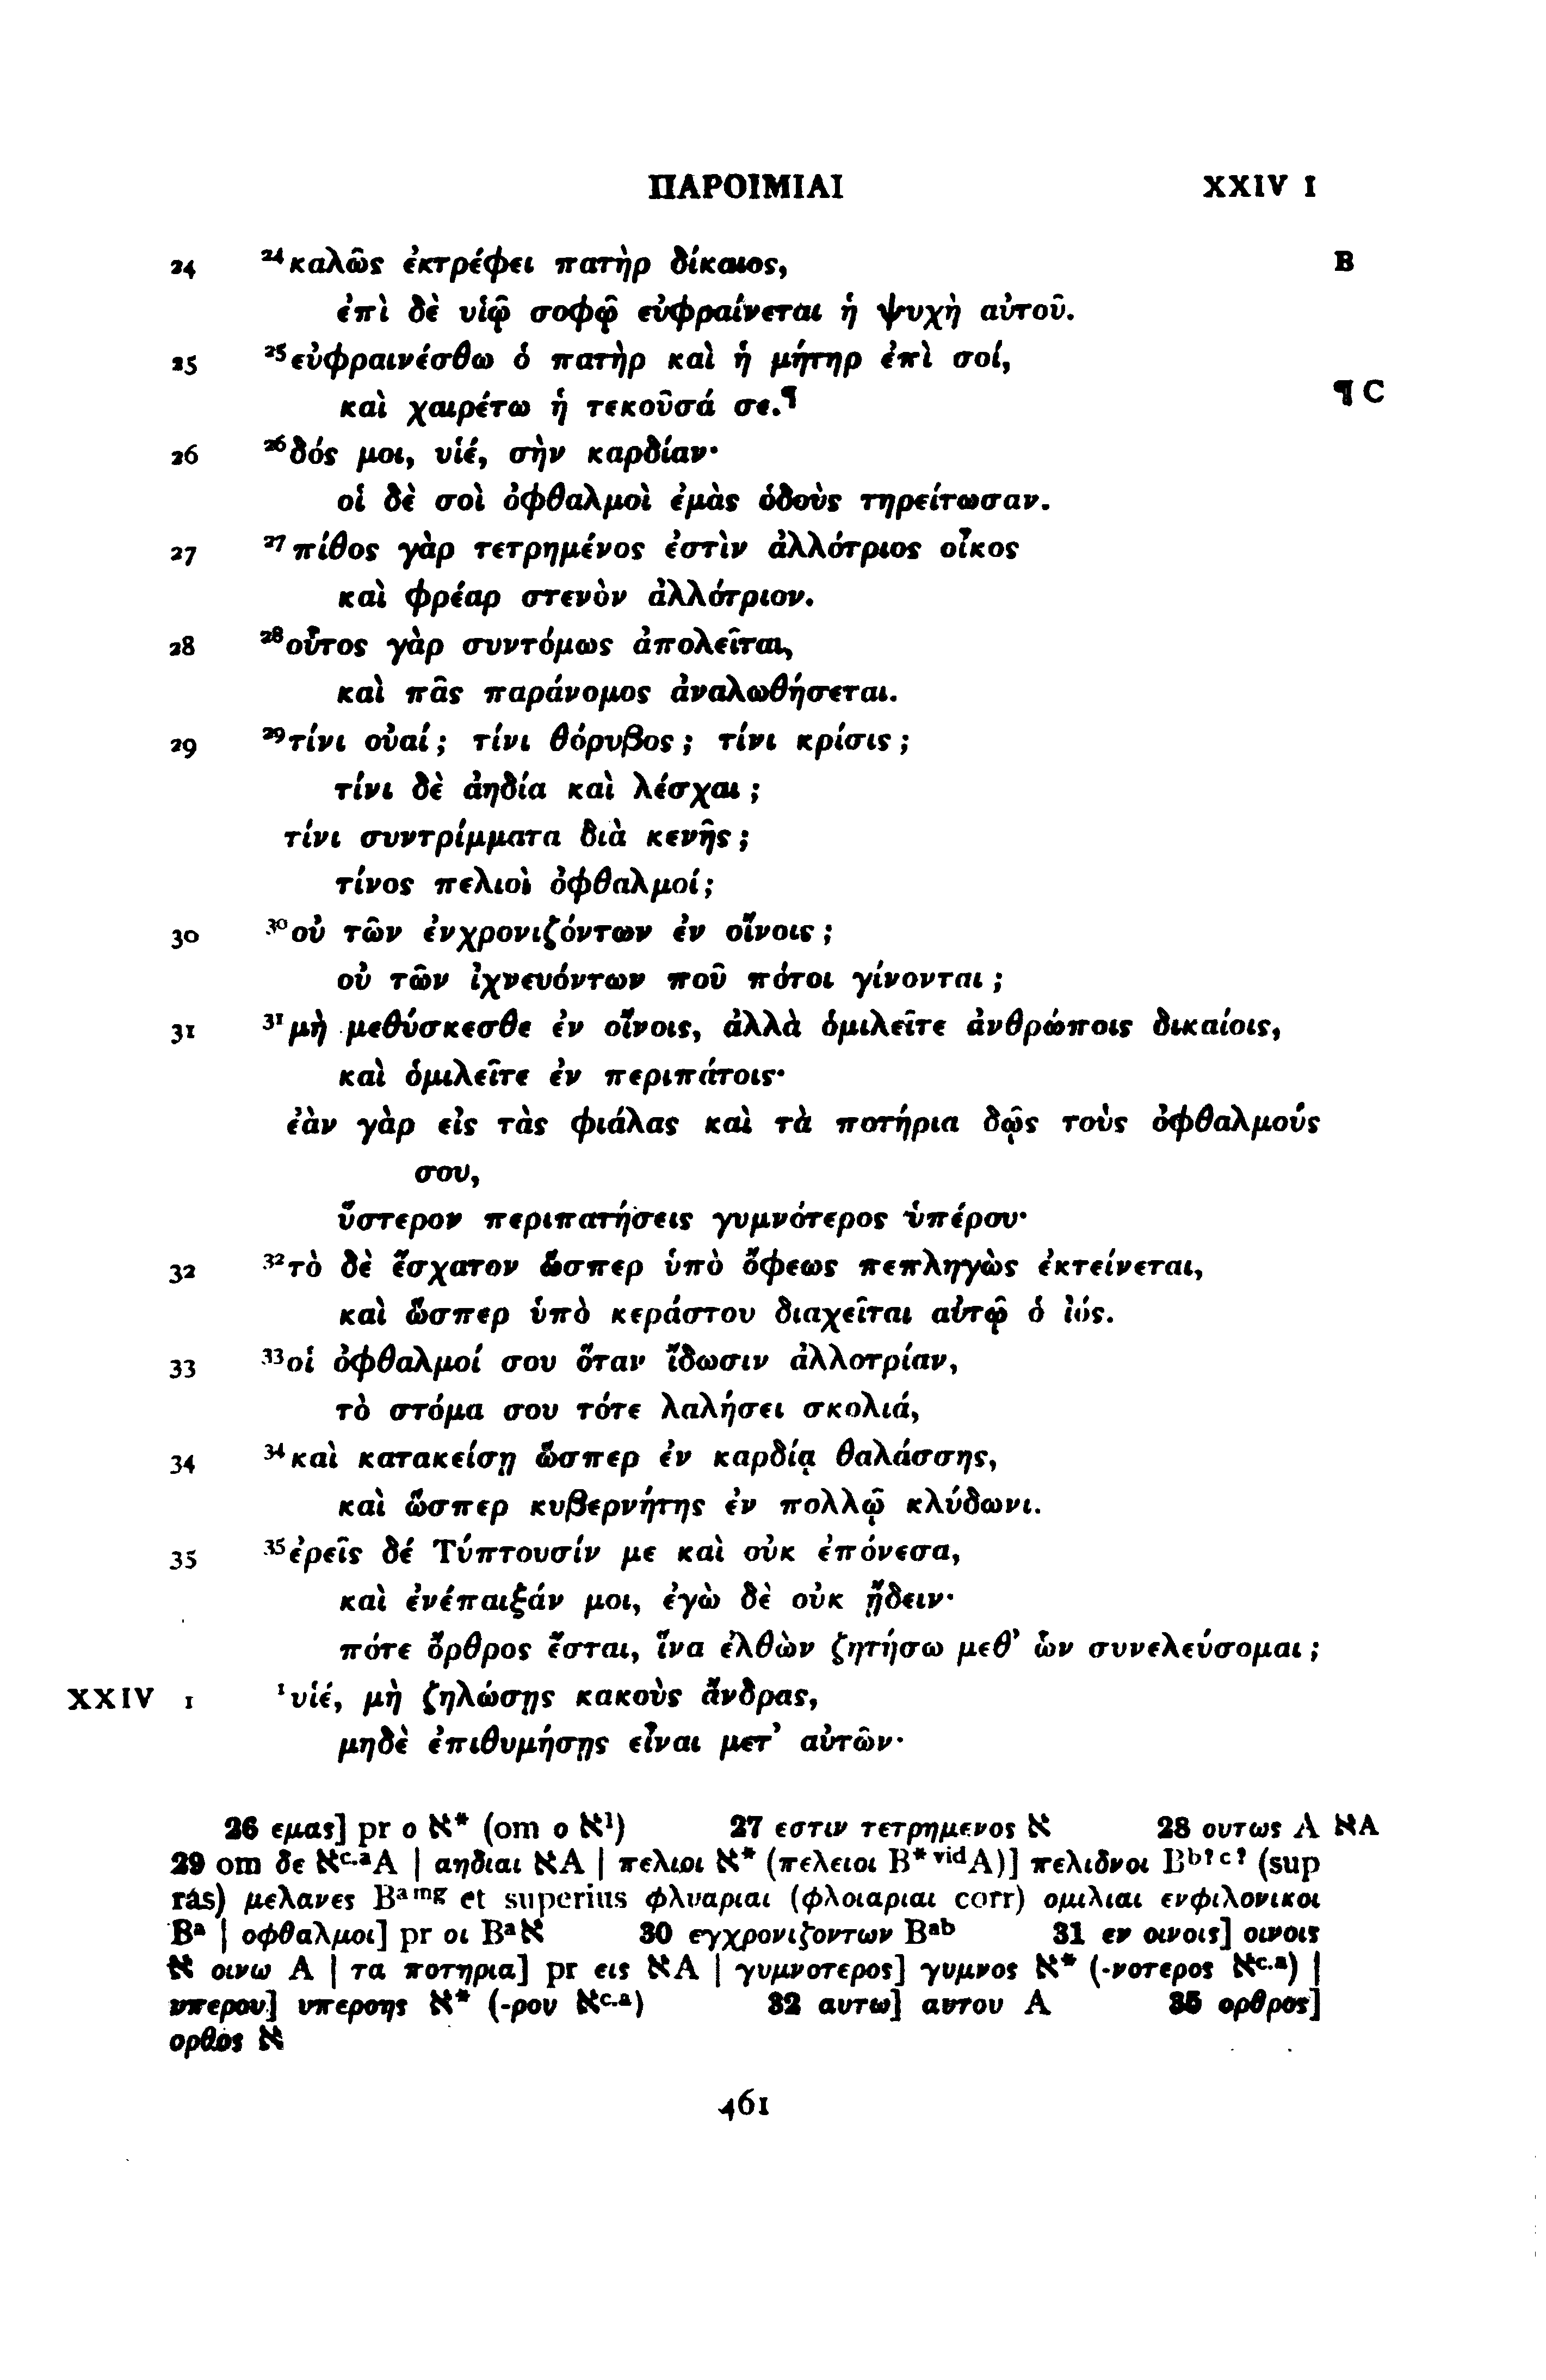 ΠΑΡΟΙΜΙΑΙ XXIV 1
24 ²⁴καλῶς ἐκτρέφει πατὴρ δίκαιος, B
ἐπὶ δὲ υἱῷ σοφῷ εὐφραίνεται ἡ ψυχὴ αὐτοῦ.
25 ²⁵εὐφραινέσθω ὁ πατὴρ καὶ ἡ μήτηρ ἐπὶ σοί,
καὶ χαιρέτω ἡ τεκοῦσά σε.¶ ¶ C
26 ²⁶δός μοι, υἱέ, σὴν καρδίαν·
οἱ δὲ σοὶ ὀφθαλμοὶ ἐμὰς ὁδοὺς τηρείτωσαν.
27 ²⁷πίθος γὰρ τετρημένος ἐστὶν ἀλλότριος οἶκος
καὶ φρέαρ στενὸν ἀλλότριον.
28 ²⁸οὗτος γὰρ συντόμως ἀπολεῖται,
καὶ πᾶς παράνομος ἀναλωθήσεται.
29 ²⁹τίνι οὐαί; τίνι θόρυβος; τίνι κρίσις;
τίνι δὲ ἀηδία καὶ λέσχαι;
τίνι συντρίμματα διὰ κενῆς;
τίνος πελιοὶ ὀφθαλμοί;
30 ³⁰οὐ τῶν ἐνχρονιζόντων ἐν οἴνοις;
οὐ τῶν ἰχνευόντων ποῦ πότοι γίνονται;
31 ³¹μὴ μεθύσκεσθε ἐν οἴνοις, ἀλλὰ ὁμιλεῖτε ἀνθρώποις δικαίοις,
καὶ ὁμιλεῖτε ἐν περιπάτοις·
ἐὰν γὰρ εἰς τὰς φιάλας καὶ τὰ ποτήρια δῷς τοὺς ὀφθαλμούς
σου,
ὕστερον περιπατήσεις γυμνότερος ὑπέρου·
32 ³²τὸ δὲ ἔσχατον ὥσπερ ὑπὸ ὄφεως πεπληγὼς ἐκτείνεται,
καὶ ὥσπερ ὑπὸ κεράστου διαχεῖται αὐτῷ ὁ ἰός.
33 ³³οἱ ὀφθαλμοί σου ὅταν ἴδωσιν ἀλλοτρίαν,
τὸ στόμα σου τότε λαλήσει σκολιά,
34 ³⁴καὶ κατακείσῃ ὥσπερ ἐν καρδίᾳ θαλάσσης,
καὶ ὥσπερ κυβερνήτης ἐν πολλῷ κλύδωνι.
35 ³⁵ἐρεῖς δέ Τύπτουσίν με καὶ οὐκ ἐπόνεσα,
καὶ ἐνέπαιξάν μοι, ἐγὼ δὲ οὐκ ᾔδειν·
πότε ὄρθρος ἔσται, ἵνα ἐλθὼν ζητήσω μεθ᾽ ὧν συνελεύσομαι;
XXIV 1 ¹υἱέ, μὴ ζηλώσῃς κακοὺς ἄνδρας,
μηδὲ ἐπιθυμήσῃς εἶναι μετ᾽ αὐτῶν·
26 εμας] pr ο א* (om ο א¹) 27 εστιν τετρημενος א 28 ουτως A אA
29 om δε אᶜ·ᵃA | αηδιαι אA | πελιοι א* (πελειοι B*ᵛⁱᵈA)] πελιδνοι Bᵇ?ᶜ? (sup
ras) μελανες Bᵃᵐᵍ et superius φλυαριαι (φλοιαριαι corr) ομιλιαι ενφιλονικοι
Bᵃ | οφθαλμοι] pr οι Bᵃא 30 εγχρονιζοντων Bᵃᵇ 31 εν οινοις] οινοις
א οινω A | τα ποτηρια] pr εις אA | γυμνοτερος] γυμνος א* (-νοτερος אᶜ·ᵃ) |
υπερου] υπεροης א* (-ρου אᶜ·ᵃ) 32 αυτω] αυτου A 35 ορθρος]
ορθος א
461